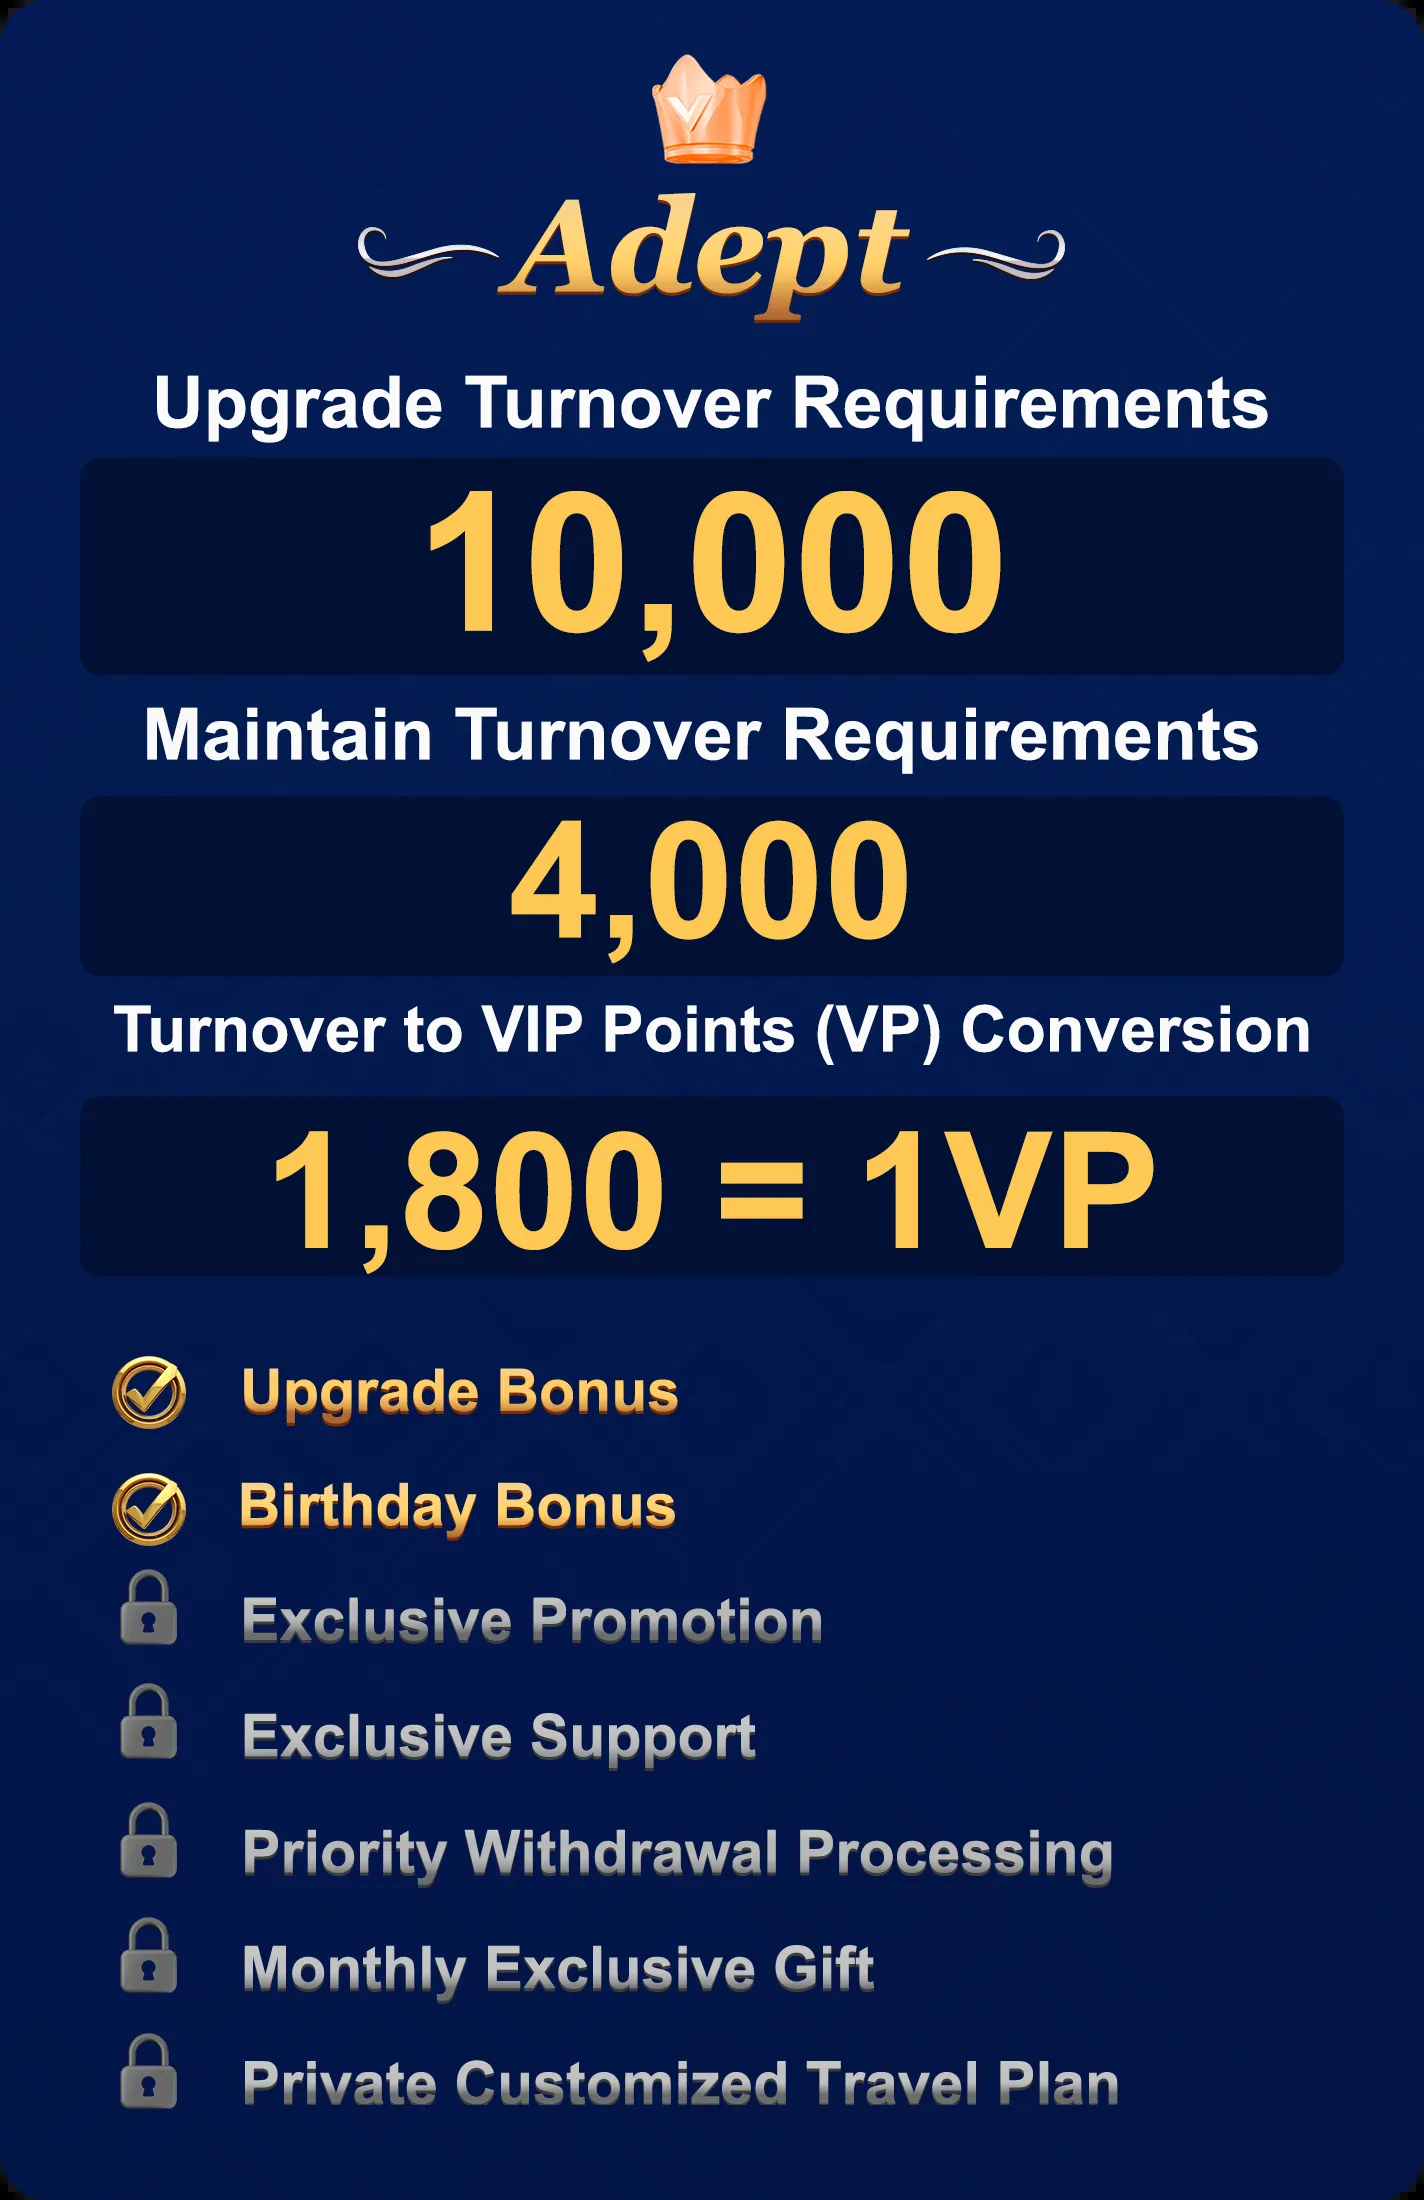 Adept
Upgrade Turnover Requirements
10,000
Maintain Turnover Requirements
4,000
Turnover to VIP Points (VP) Conversion
1,800 = 1VP
Upgrade Bonus
Birthday Bonus
Exclusive Promotion
Exclusive Support
Priority Withdrawal Processing
Monthly Exclusive Gift
Private Customized Travel Plan